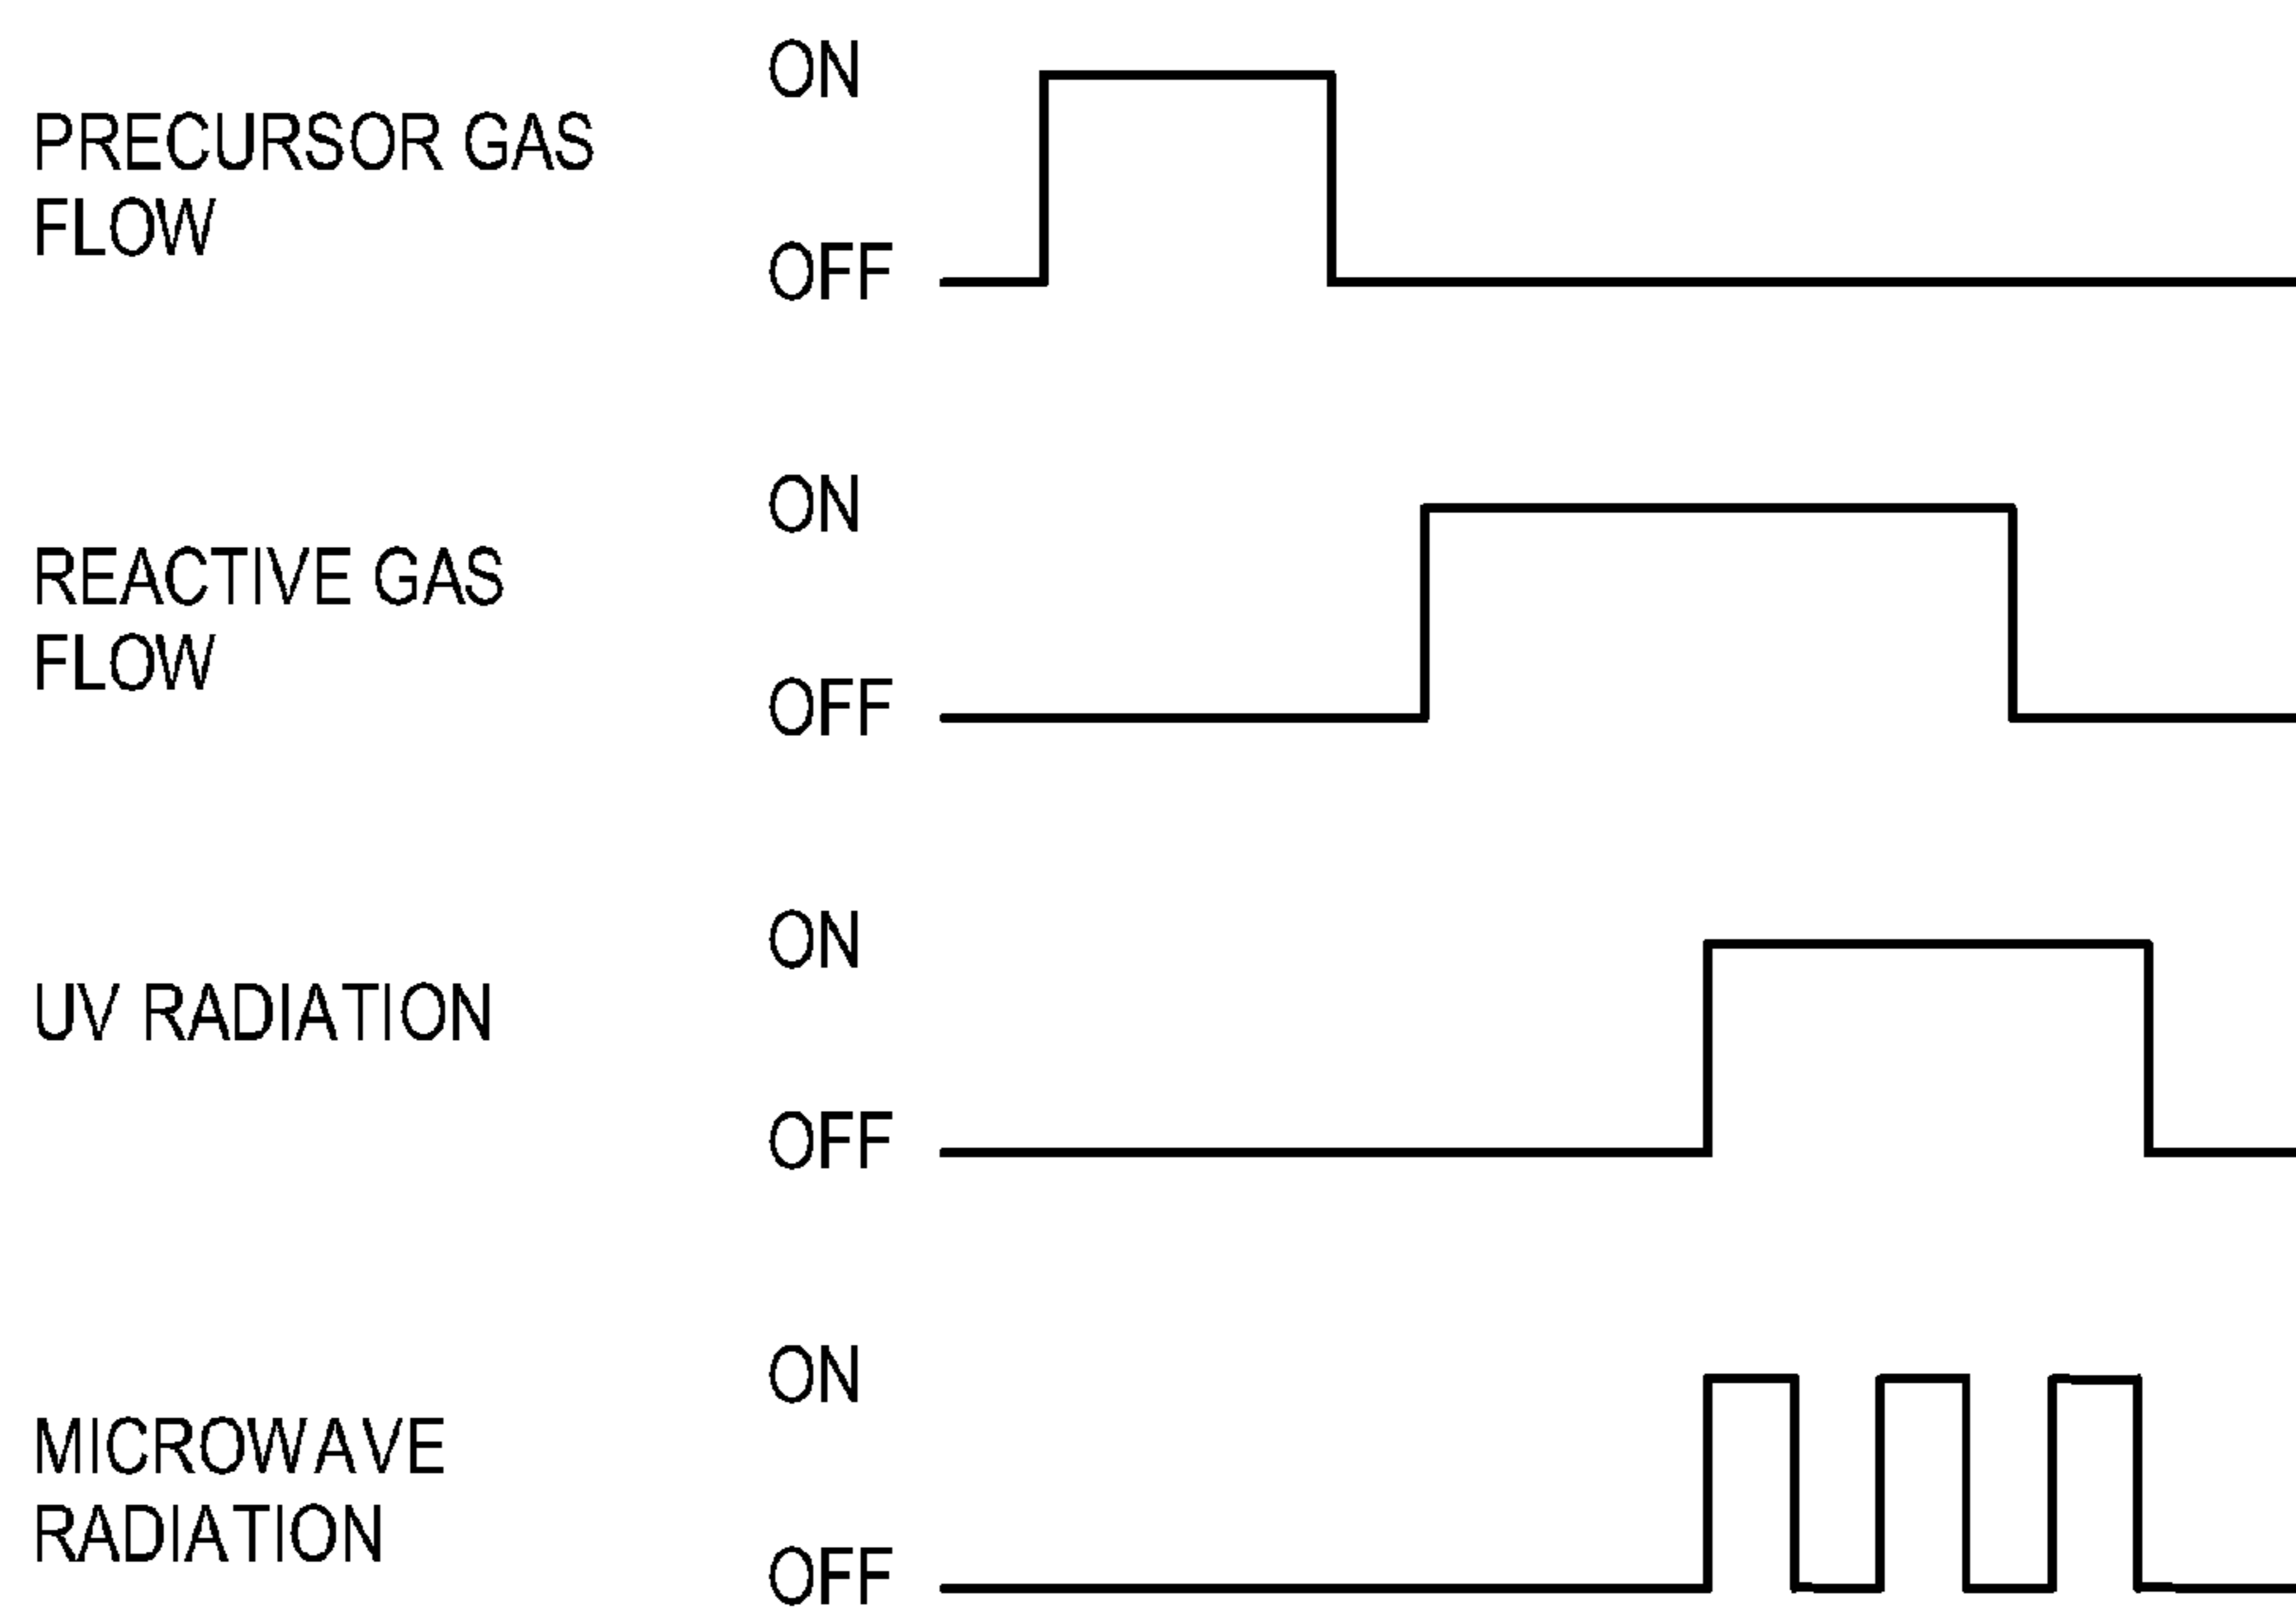 ON
PRECURSOR GAS
FLOW
OFF
ON
REACTIVE GAS
FLOW
OFF
ON
UV RADIATION
OFF
ON
MICROWAVE
RADIATION
OFF